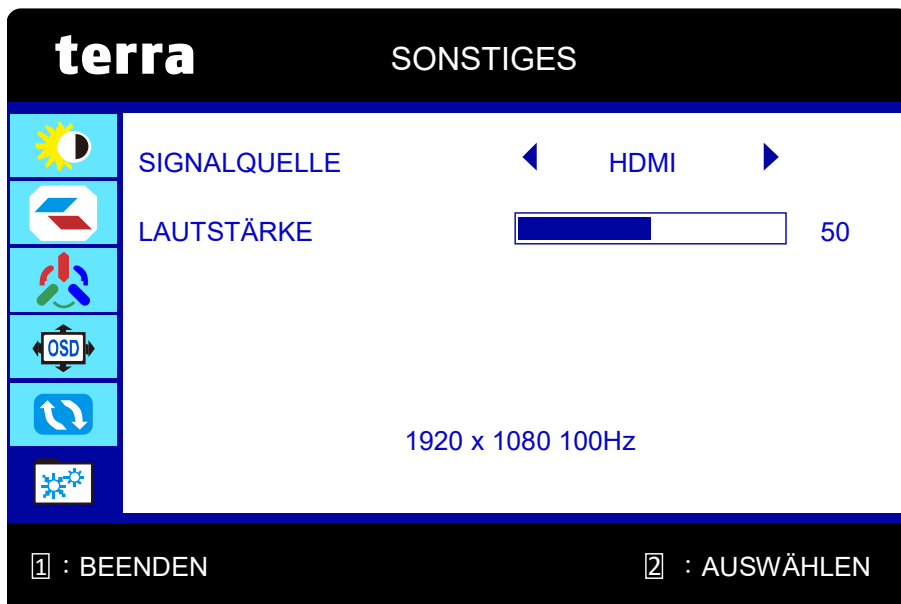 terra SONSTIGES
SIGNALQUELLE HDMI
LAUTSTÄRKE 50
OSD
1920 x 1080 100Hz
1 : BEENDEN 2 : AUSWÄHLEN